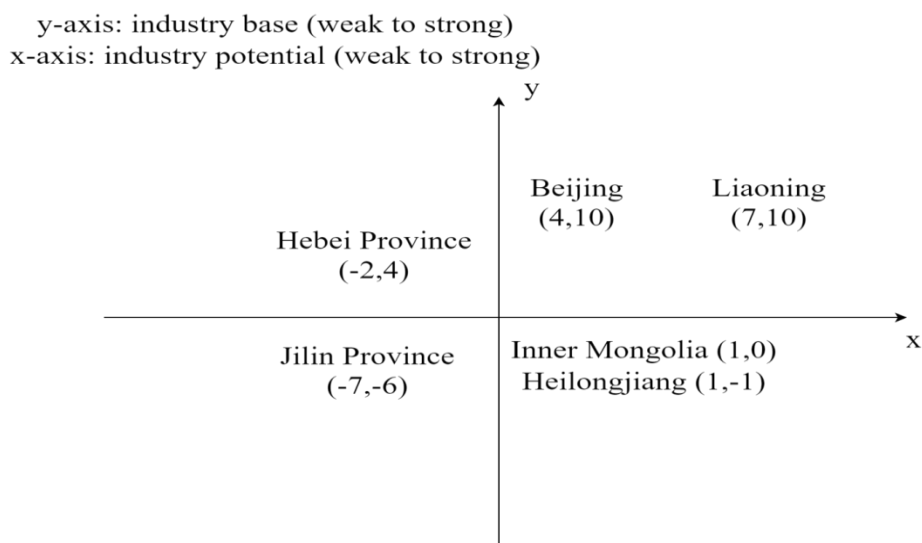 y-axis: industry base (weak to strong)
x-axis: industry potential (weak to strong)
y
Beijing
(4,10)
Liaoning
(7,10)
Hebei Province
(-2,4)
x
Jilin Province
(-7,-6)
Inner Mongolia (1,0)
Heilongjiang (1,-1)